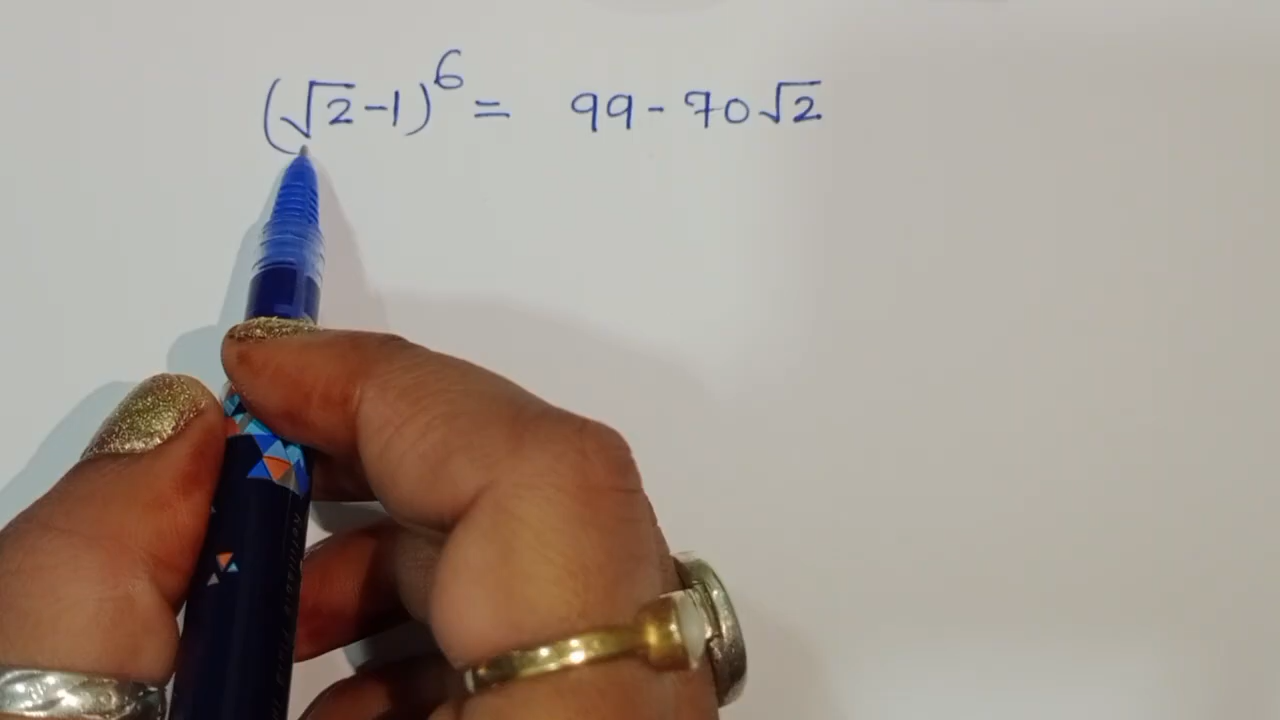 (√2-1)⁶ = 99-70√2